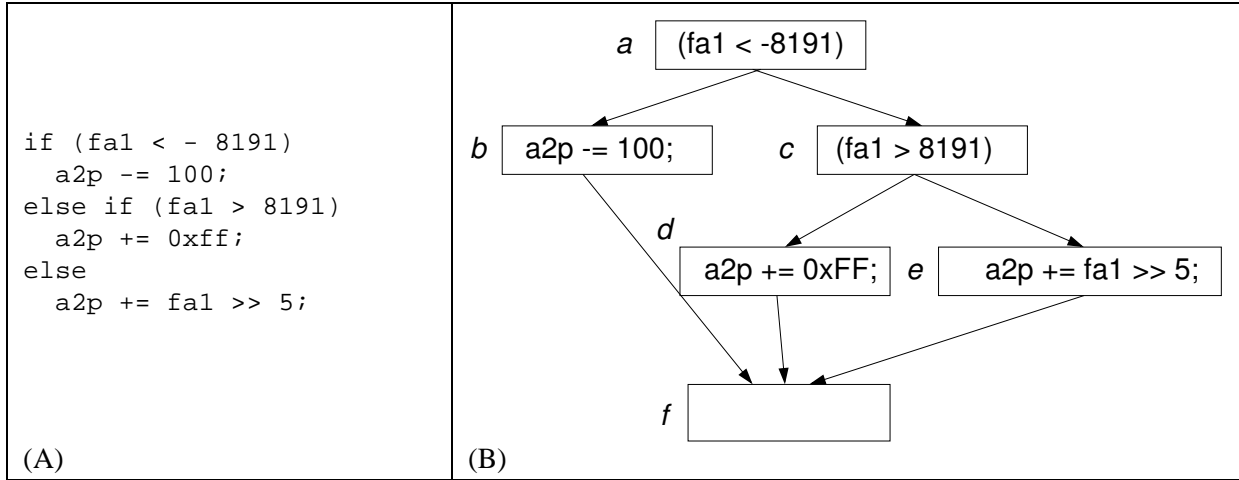 if (fa1 < - 8191)
a2p -= 100;
else if (fa1 > 8191)
a2p += 0xff;
else
a2p += fa1 >> 5;
(A)
a (fa1 < -8191)
b a2p -= 100; c (fa1 > 8191)
d
a2p += 0xFF; e a2p += fa1 >> 5;
f
(B)